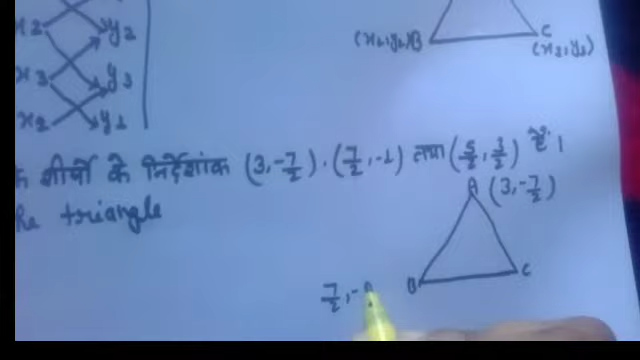 x₂ y₂
x₃ y₃
x₂ y₁
(x₂,y₂)B
C
(x₃,y₃)
शीर्षो के निर्देशांक (3,-7/2), (7/2,-1) तथा (5/2, 3/2) है।
triangle
A (3,-7/2)
B C
7/2,-